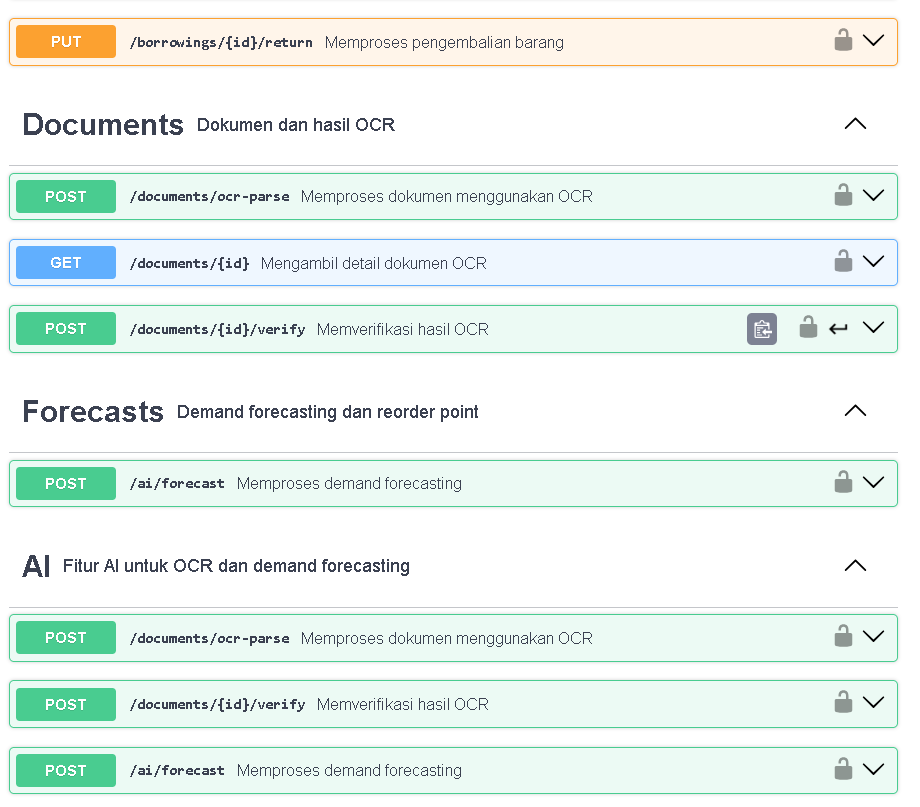 PUT /borrowings/{id}/return Memproses pengembalian barang
Documents Dokumen dan hasil OCR
POST /documents/ocr-parse Memproses dokumen menggunakan OCR
GET /documents/{id} Mengambil detail dokumen OCR
POST /documents/{id}/verify Memverifikasi hasil OCR
Forecasts Demand forecasting dan reorder point
POST /ai/forecast Memproses demand forecasting
AI Fitur AI untuk OCR dan demand forecasting
POST /documents/ocr-parse Memproses dokumen menggunakan OCR
POST /documents/{id}/verify Memverifikasi hasil OCR
POST /ai/forecast Memproses demand forecasting